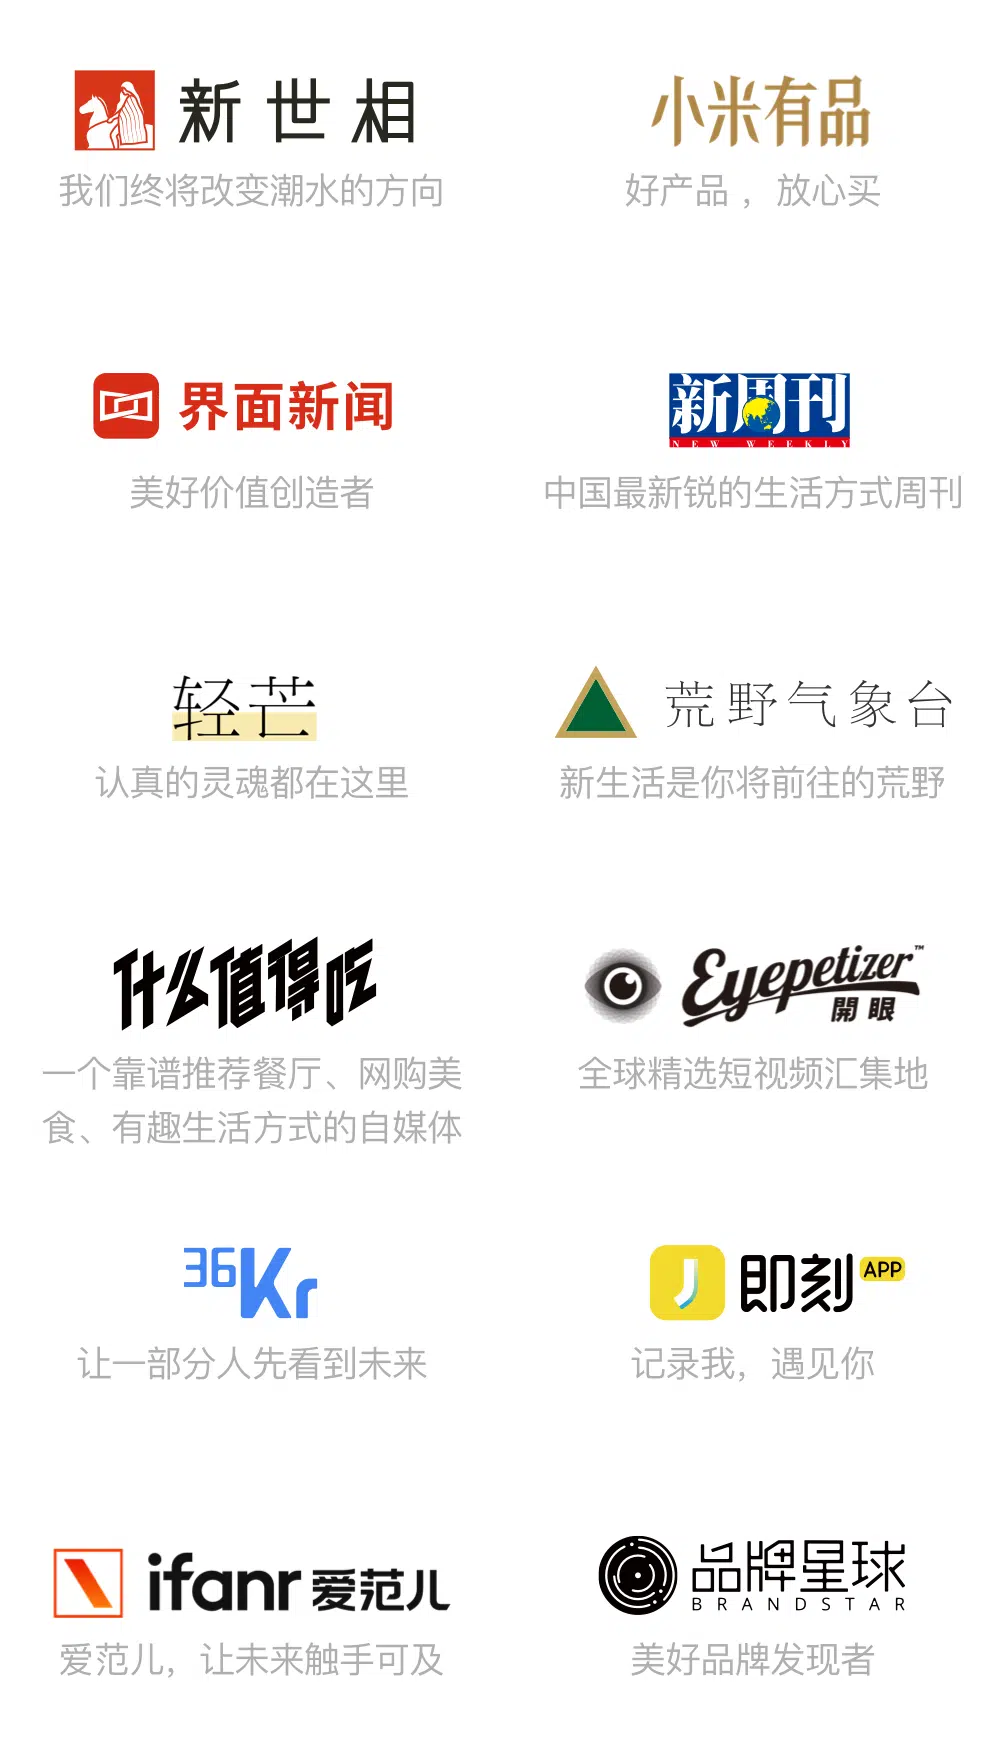 新世相
我们终将改变潮水的方向
小米有品
好产品 ，放心买
界面新闻
美好价值创造者
新周刊
NEW WEEKLY
中国最新锐的生活方式周刊
轻芒
认真的灵魂都在这里
荒野气象台
新生活是你将前往的荒野
什么值得吃
一个靠谱推荐餐厅、网购美
食、有趣生活方式的自媒体
Eyepetizer™
開眼
全球精选短视频汇集地
36Kr
让一部分人先看到未来
即刻 APP
记录我，遇见你
ifanr 爱范儿
爱范儿，让未来触手可及
品牌星球
BRANDSTAR
美好品牌发现者